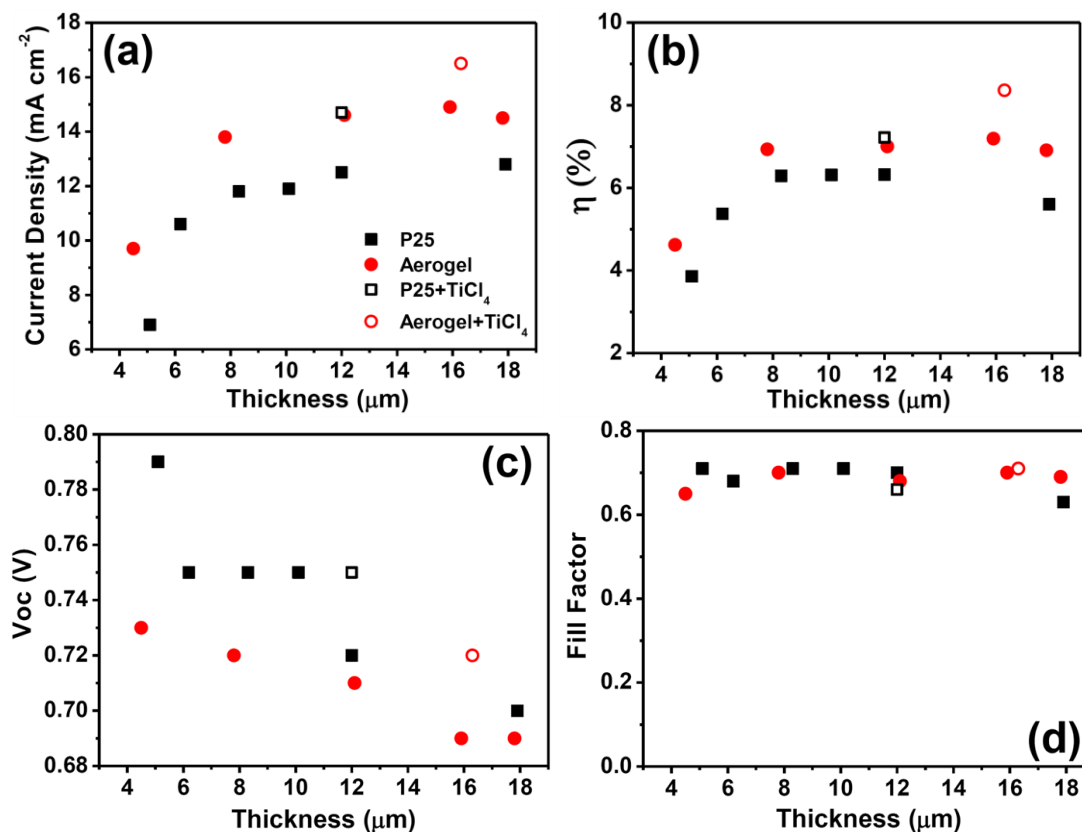 (a)
Current Density (mA cm⁻²)
18
16
14
12
10
8
6
P25
Aerogel
P25+TiCl₄
Aerogel+TiCl₄
4 6 8 10 12 14 16 18
Thickness (μm)
(b)
η (%)
10
8
6
4
2
4 6 8 10 12 14 16 18
Thickness (μm)
(c)
Voc (V)
0.80
0.78
0.76
0.74
0.72
0.70
0.68
4 6 8 10 12 14 16 18
Thickness (μm)
(d)
Fill Factor
0.8
0.6
0.4
0.2
0.0
4 6 8 10 12 14 16 18
Thickness (μm)